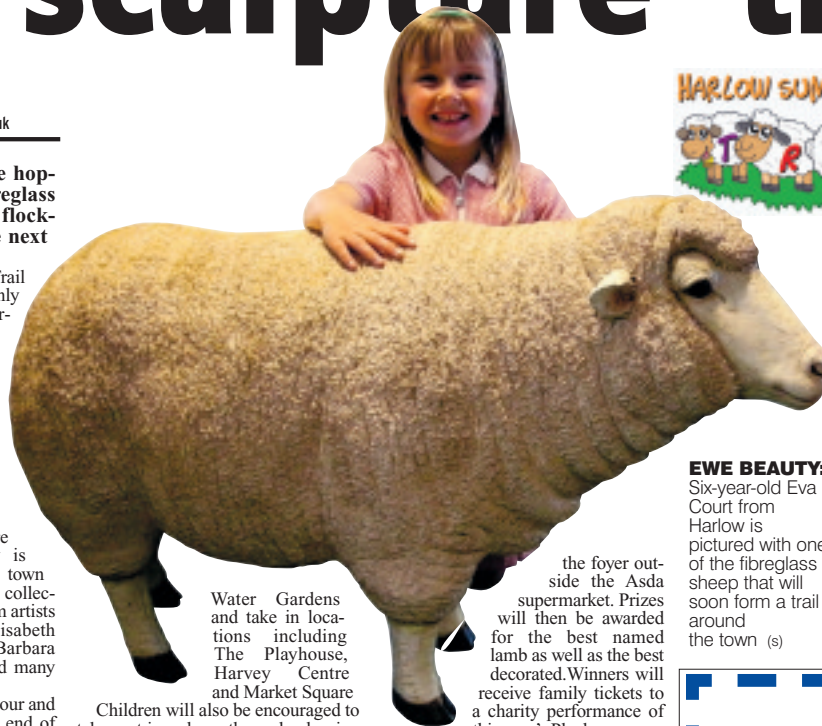 sculpture
uk
e hop-
reglass
flock-
next
rail
nly
r-
e
is
town
collec-
n artists
isabeth
Barbara
d many
our and
end of
HARLOW SUM
T R
EWE BEAUTY:
Six-year-old Eva
Court from
Harlow is
pictured with one
of the fibreglass
sheep that will
soon form a trail
around
the town (s)
Water Gardens
and take in loca-
tions including
The Playhouse,
Harvey Centre
and Market Square
Children will also be encouraged to
the foyer out-
side the Asda
supermarket. Prizes
will then be awarded
for the best named
lamb as well as the best
decorated.Winners will
receive family tickets to
a charity performance of